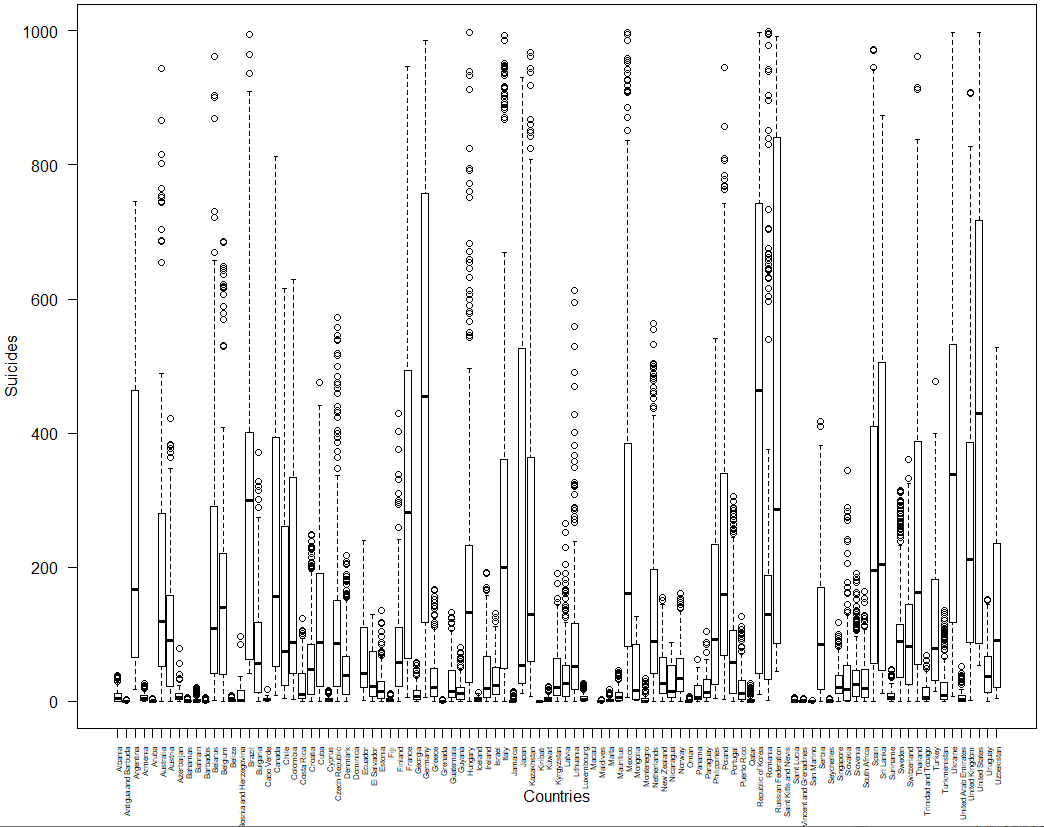 1000
800
600
400
200
0
Suicides
Albania
Antigua and Barbuda
Argentina
Armenia
Aruba
Australia
Austria
Azerbaijan
Bahamas
Bahrain
Barbados
Belarus
Belgium
Belize
Bosnia and Herzegovina
Brazil
Bulgaria
Cabo Verde
Canada
Chile
Colombia
Costa Rica
Croatia
Cuba
Cyprus
Czech Republic
Denmark
Dominica
Ecuador
El Salvador
Estonia
Fiji
Finland
France
Georgia
Germany
Greece
Grenada
Guatemala
Guyana
Hungary
Iceland
Ireland
Israel
Italy
Jamaica
Japan
Kazakhstan
Kiribati
Kuwait
Kyrgyzstan
Latvia
Lithuania
Luxembourg
Macau
Maldives
Malta
Mauritius
Mexico
Mongolia
Montenegro
Netherlands
New Zealand
Nicaragua
Norway
Oman
Panama
Paraguay
Philippines
Poland
Portugal
Puerto Rico
Qatar
Republic of Korea
Romania
Russian Federation
Saint Kitts and Nevis
Saint Lucia
Vincent and Grenadines
San Marino
Serbia
Seychelles
Singapore
Slovakia
Slovenia
South Africa
Spain
Sri Lanka
Suriname
Sweden
Switzerland
Thailand
Trinidad and Tobago
Turkey
Turkmenistan
Ukraine
United Arab Emirates
United Kingdom
United States
Uruguay
Uzbekistan
Countries